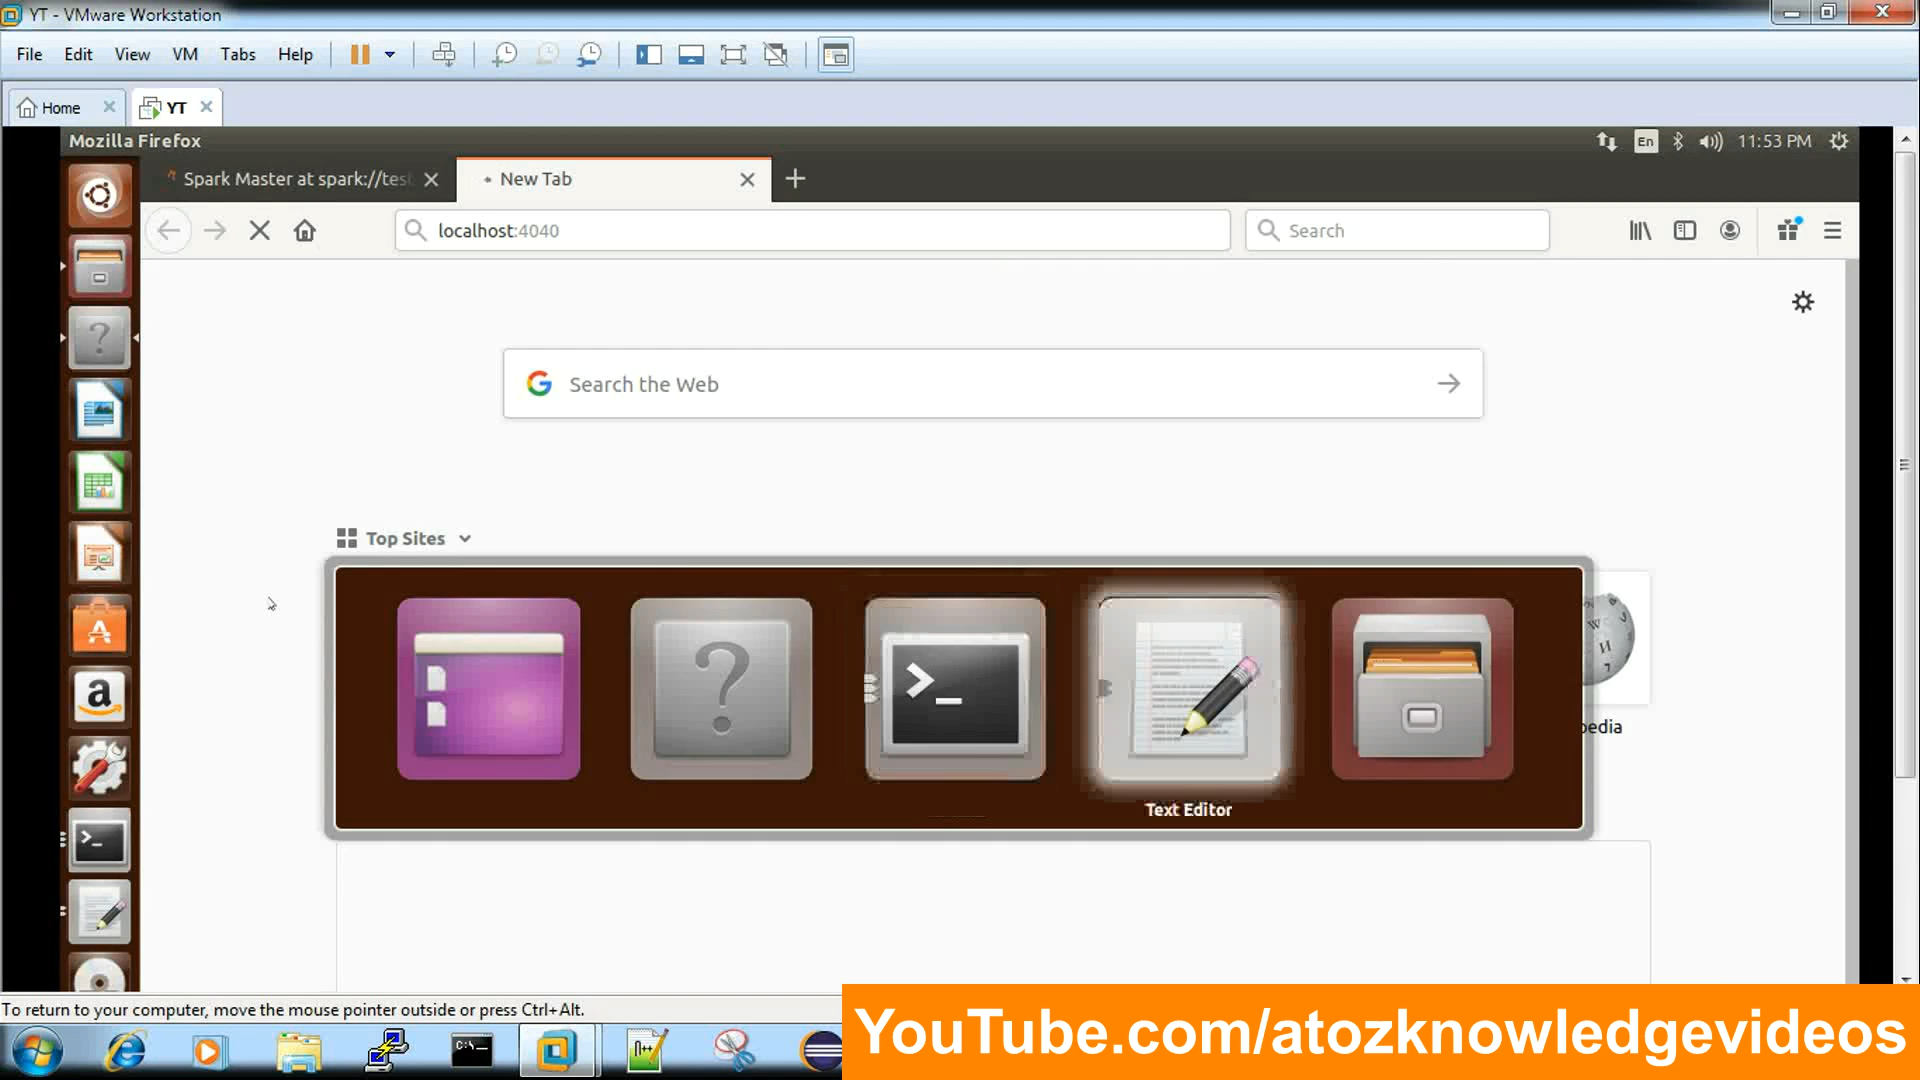 YT - VMware Workstation
File Edit View VM Tabs Help
Home YT
Mozilla Firefox
En 11:53 PM
Spark Master at spark://test New Tab
localhost:4040
Search
Search the Web
Top Sites
pedia
Text Editor
To return to your computer, move the mouse pointer outside or press Ctrl+Alt.
YouTube.com/atozknowledgevideos